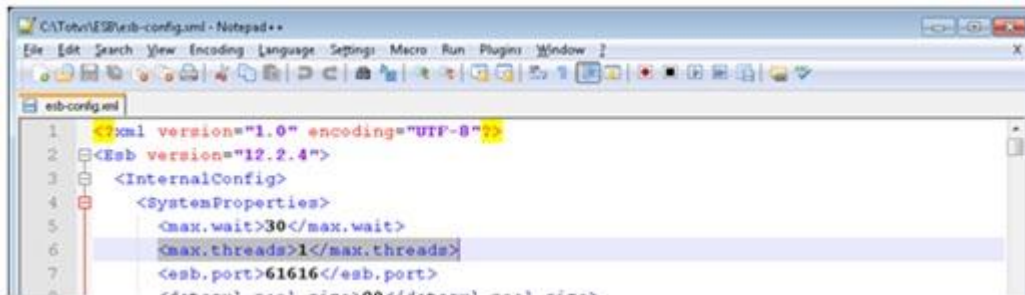 C:\Totvs\ESB\esb-config.xml - Notepad++
File Edit Search View Encoding Language Settings Macro Run Plugins Window ?
X
esb-config.xml
1 <?xml version="1.0" encoding="UTF-8"?>
2 <Esb version="12.2.4">
3 <InternalConfig>
4 <SystemProperties>
5 <max.wait>30</max.wait>
6 <max.threads>1</max.threads>
7 <esb.port>61616</esb.port>